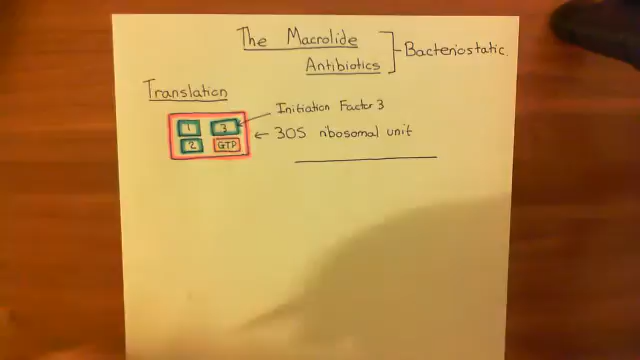 The Macrolide
Antibiotics
Bacteriostatic.
Translation
Initiation Factor 3
1 3
30S ribosomal unit
2 GTP